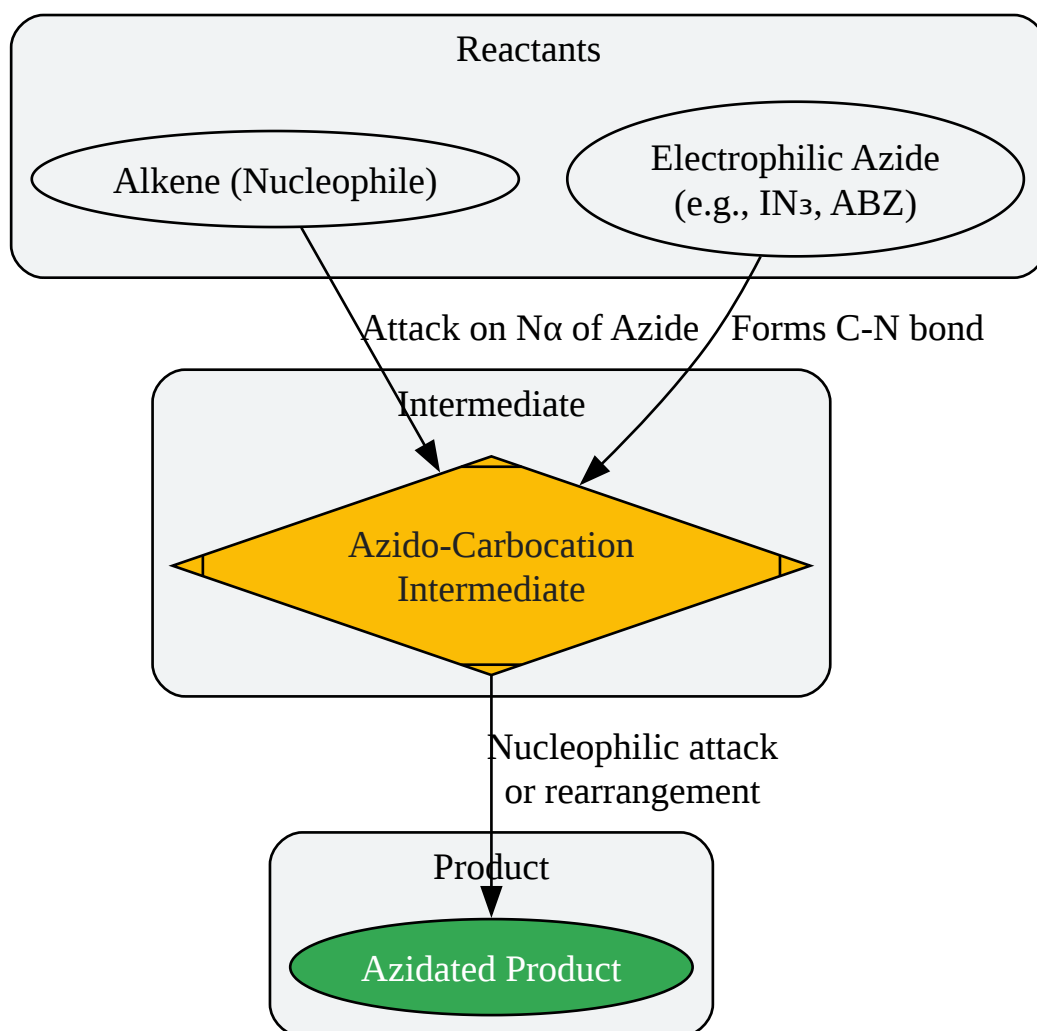 Reactants
Alkene (Nucleophile)
Electrophilic Azide
(e.g., IN₃, ABZ)
Attack on Nα of Azide
Forms C-N bond
Intermediate
Azido-Carbocation
Intermediate
Nucleophilic attack
or rearrangement
Product
Azidated Product